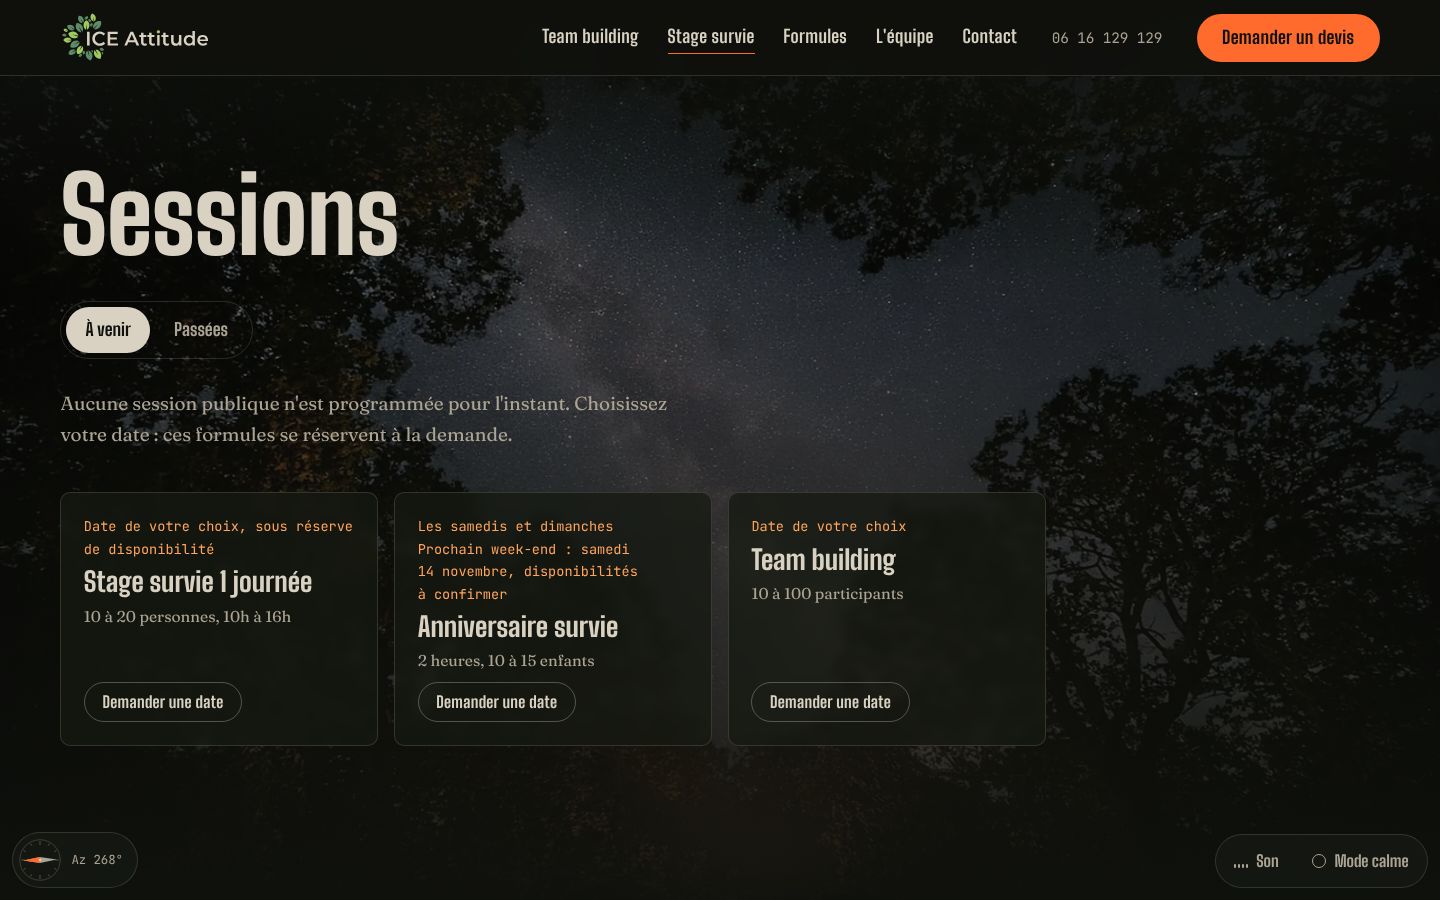 ICE Attitude
Team building
Stage survie
Formules
L'équipe
Contact
06 16 129 129
Demander un devis
Sessions
À venir
Passées
Aucune session publique n'est programmée pour l'instant. Choisissez
votre date : ces formules se réservent à la demande.
Date de votre choix, sous réserve
de disponibilité
Stage survie 1 journée
10 à 20 personnes, 10h à 16h
Demander une date
Les samedis et dimanches
Prochain week-end : samedi
14 novembre, disponibilités
à confirmer
Anniversaire survie
2 heures, 10 à 15 enfants
Demander une date
Date de votre choix
Team building
10 à 100 participants
Demander une date
Az 268°
Son
Mode calme